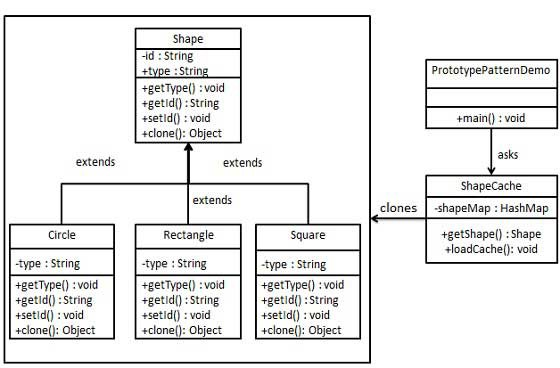 Shape
-id : String
+type : String
+getType() : void
+getId() : String
+setId() : void
+clone(): Object
PrototypePatternDemo
+main() : void
asks
extends
extends
extends
clones
ShapeCache
-shapeMap : HashMap
+getShape() : Shape
+loadCache(): void
Circle
-type : String
+getType() : void
+getId() : String
+setId() : void
+clone(): Object
Rectangle
-type : String
+getType() : void
+getId() : String
+setId() : void
+clone(): Object
Square
-type : String
+getType() : void
+getId() : String
+setId() : void
+clone(): Object